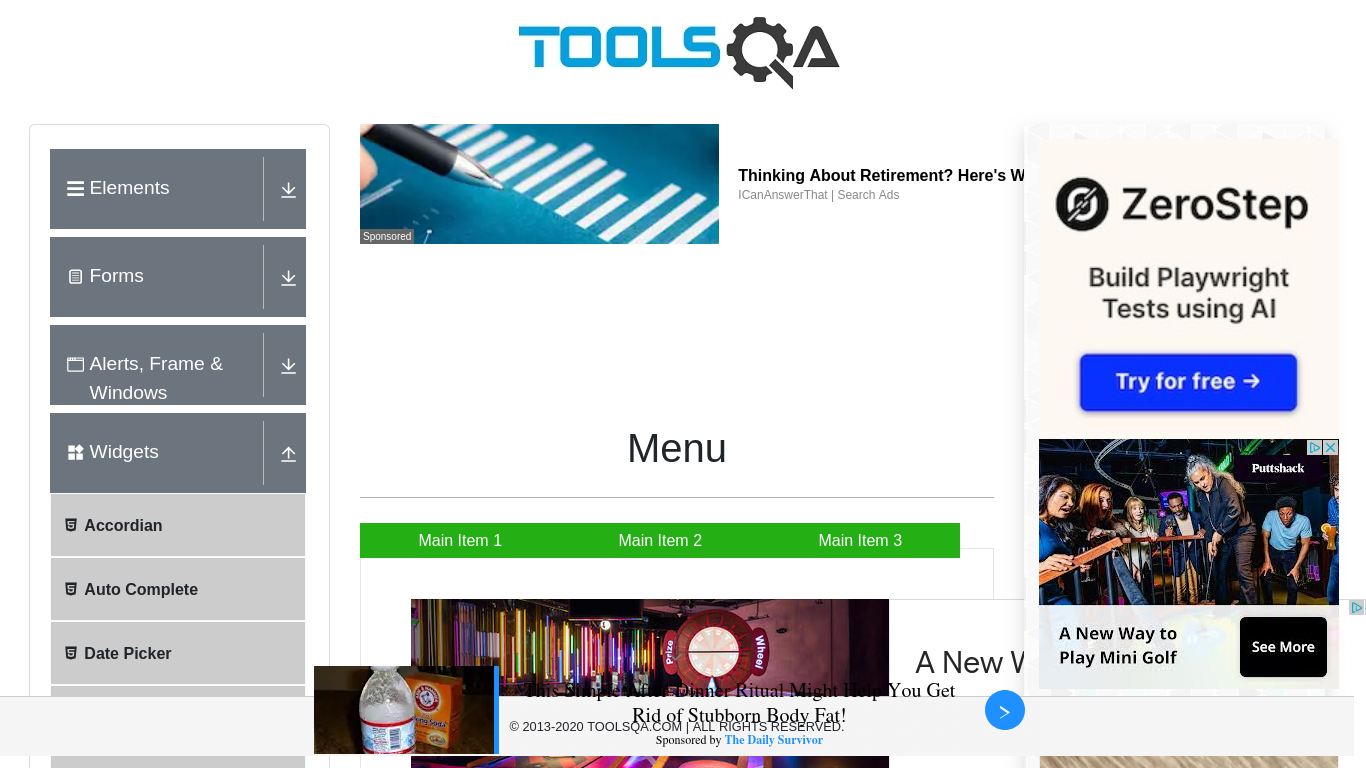 TOOLSQA
Elements
Forms
Alerts, Frame &
Windows
Widgets
Accordian
Auto Complete
Date Picker
Sponsored
Thinking About Retirement? Here's W
ICanAnswerThat | Search Ads
Menu
Main Item 1
Main Item 2
Main Item 3
Prize
Wheel
A New W
This Simple After Dinner Ritual Might Help You Get
Rid of Stubborn Body Fat!
© 2013-2020 TOOLSQA.COM | ALL RIGHTS RESERVED.
Sponsored by The Daily Survivor
ZeroStep
Build Playwright
Tests using AI
Try for free →
Puttshack
A New Way to
Play Mini Golf
See More